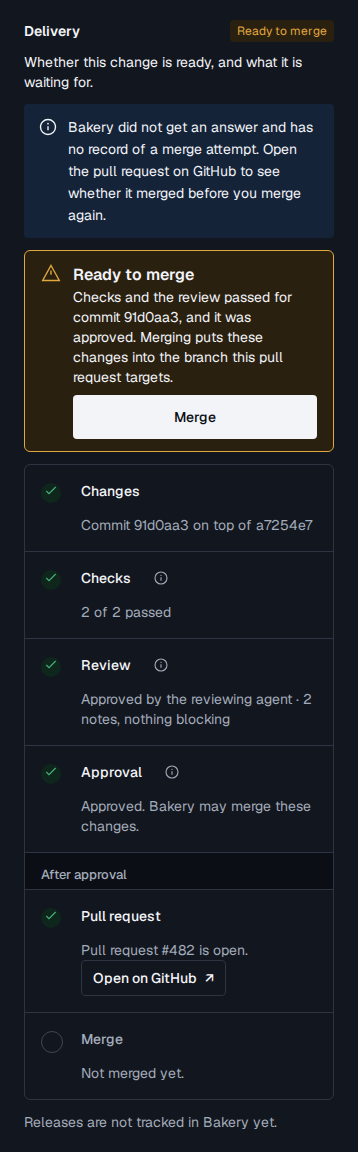 Delivery
Ready to merge
Whether this change is ready, and what it is
waiting for.
Bakery did not get an answer and has
no record of a merge attempt. Open
the pull request on GitHub to see
whether it merged before you merge
again.
Ready to merge
Checks and the review passed for
commit 91d0aa3, and it was
approved. Merging puts these
changes into the branch this pull
request targets.
Merge
Changes
Commit 91d0aa3 on top of a7254e7
Checks
2 of 2 passed
Review
Approved by the reviewing agent · 2
notes, nothing blocking
Approval
Approved. Bakery may merge these
changes.
After approval
Pull request
Pull request #482 is open.
Open on GitHub
Merge
Not merged yet.
Releases are not tracked in Bakery yet.